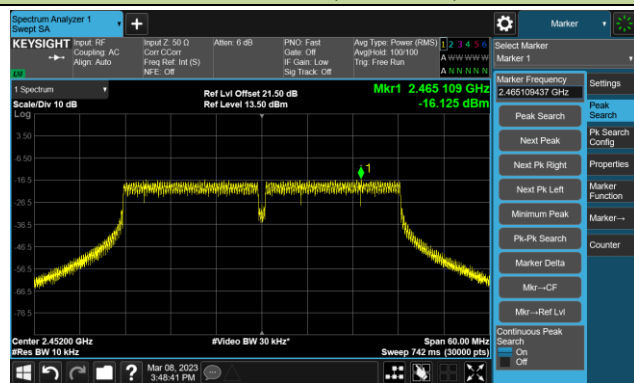 Spectrum Analyzer 1
Swept SA
+
Marker
KEYSIGHT
Input: RF
Coupling: AC
Align: Auto
Input Z: 50 Ω
Corr CCorr
Freq Ref: Int (S)
NFE: Off
Atten: 6 dB
PNO: Fast
Gate: Off
IF Gain: Low
Sig Track: Off
Avg Type: Power (RMS)
Avg|Hold: 100/100
Trig: Free Run
1 2 3 4 5 6
A W W W W W
A N N N N N
LXI
Select Marker
Marker 1
1 Spectrum
Scale/Div 10 dB
Log
Ref Lvl Offset 21.50 dB
Ref Level 13.50 dBm
Mkr1 2.465 109 GHz
-16.125 dBm
3.50
-6.50
-16.5
-26.5
-36.5
-46.5
-56.5
-66.5
-76.5
1
Center 2.45200 GHz
#Res BW 10 kHz
#Video BW 30 kHz*
Span 60.00 MHz
Sweep 742 ms (30000 pts)
Marker Frequency
2.465109437 GHz
Peak Search
Next Peak
Next Pk Right
Next Pk Left
Minimum Peak
Pk-Pk Search
Marker Delta
Mkr→CF
Mkr→Ref Lvl
Continuous Peak
Search
On
Off
Settings
Peak
Search
Pk Search
Config
Properties
Marker
Function
Marker→
Counter
?
Mar 08, 2023
3:48:41 PM